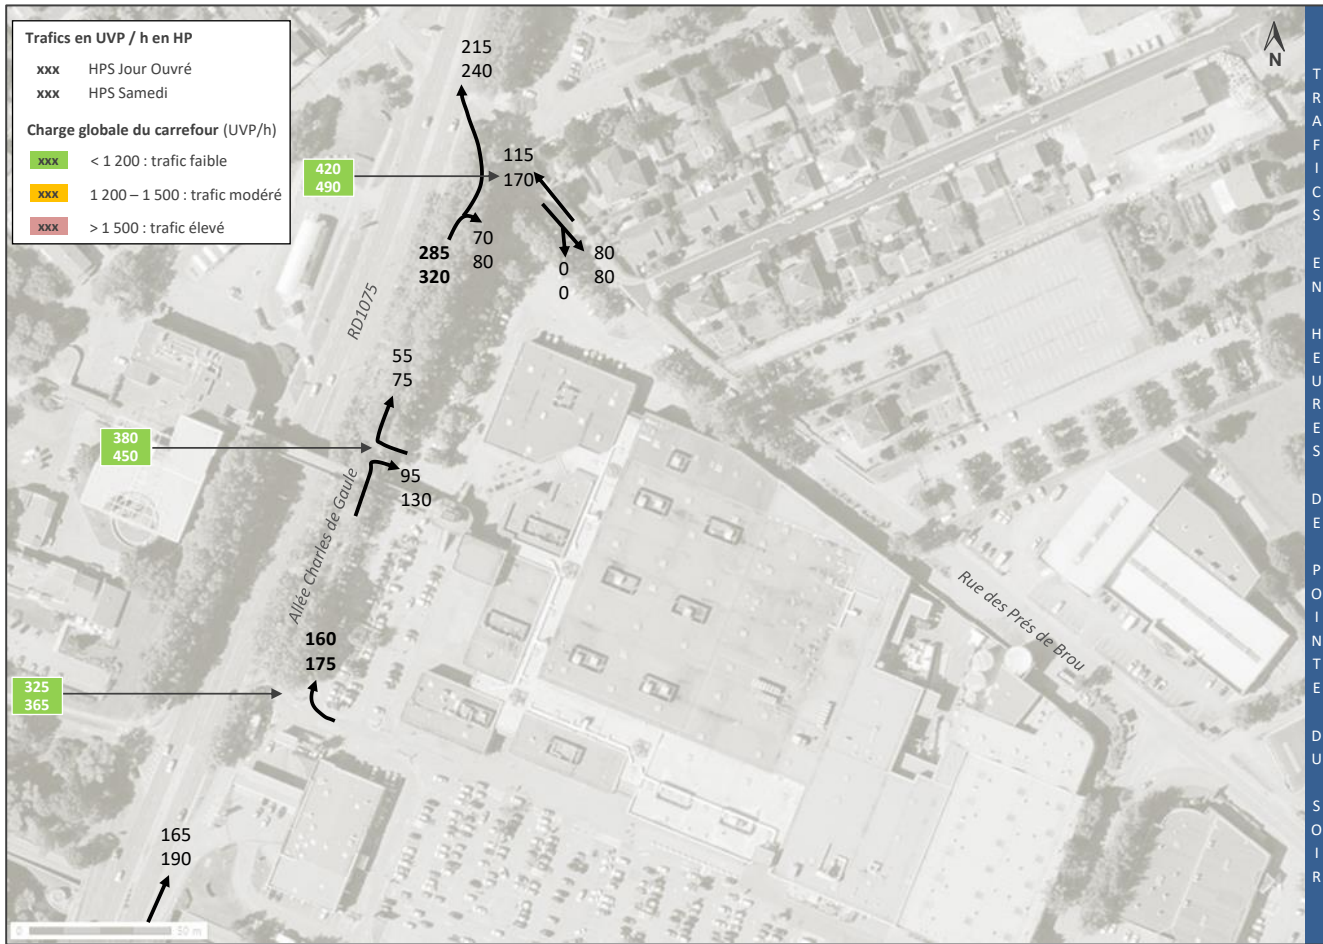 Trafics en UVP / h en HP
xxx HPS Jour Ouvré
xxx HPS Samedi
Charge globale du carrefour (UVP/h)
xxx < 1 200 : trafic faible
xxx 1 200 – 1 500 : trafic modéré
xxx > 1 500 : trafic élevé
N
215
240
420
490
115
170
70
80
285
320
80
80
0
0
RD1075
55
75
380
450
95
130
Allée Charles de Gaule
Rue des Prés de Brou
160
175
325
365
165
190
0 50 m
TRAFICS EN HEURES DE POINTE DU SOIR